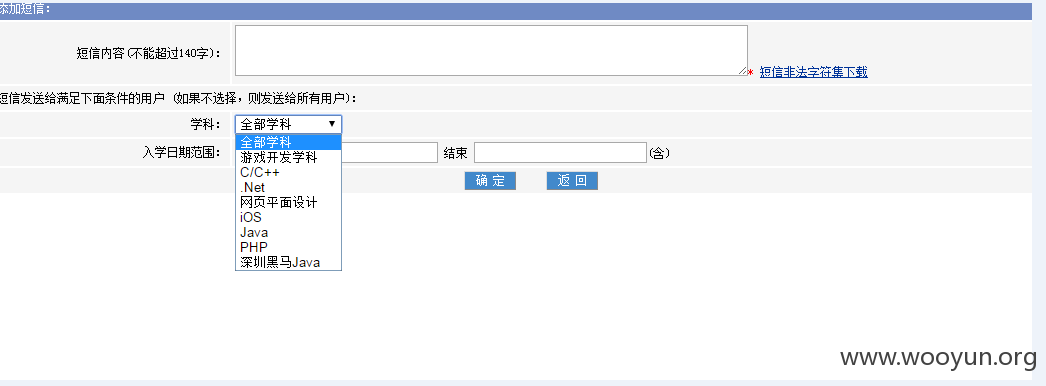 添加短信：
短信内容(不能超过140字)：
* 短信非法字符集下载
短信发送给满足下面条件的用户 (如果不选择，则发送给所有用户)：
学科： 全部学科
全部学科
游戏开发学科
C/C++
.Net
网页平面设计
iOS
Java
PHP
深圳黑马Java
入学日期范围： 结束 (含)
确 定 返 回
www.wooyun.org